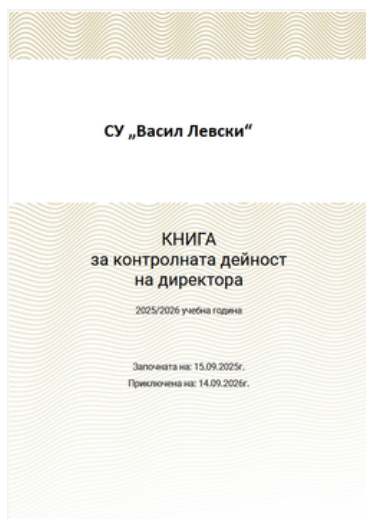 СУ „Васил Левски“
КНИГА
за контролната дейност
на директора
2025/2026 учебна година
Започната на: 15.09.2025г.
Приключена на: 14.09.2026г.